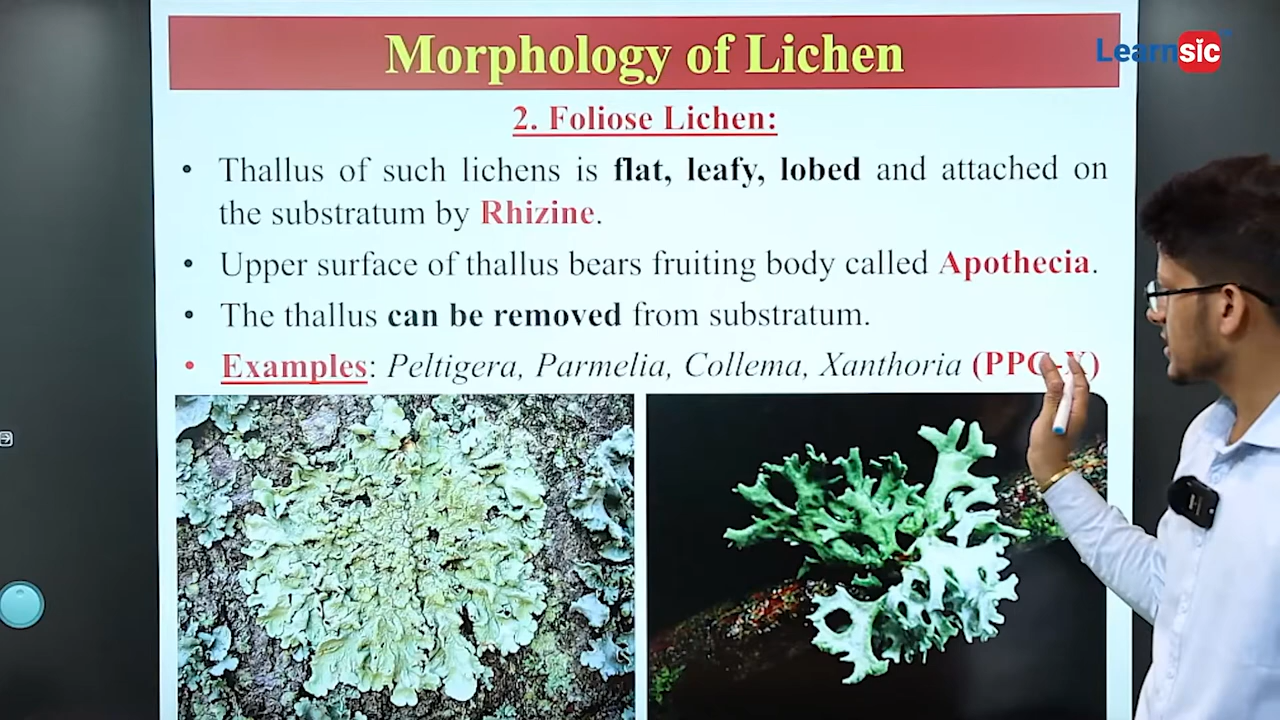 Morphology of Lichen
Learnsic
2. Foliose Lichen:
• Thallus of such lichens is flat, leafy, lobed and attached on
the substratum by Rhizine.
• Upper surface of thallus bears fruiting body called Apothecia.
• The thallus can be removed from substratum.
• Examples: Peltigera, Parmelia, Collema, Xanthoria (PPC-X)